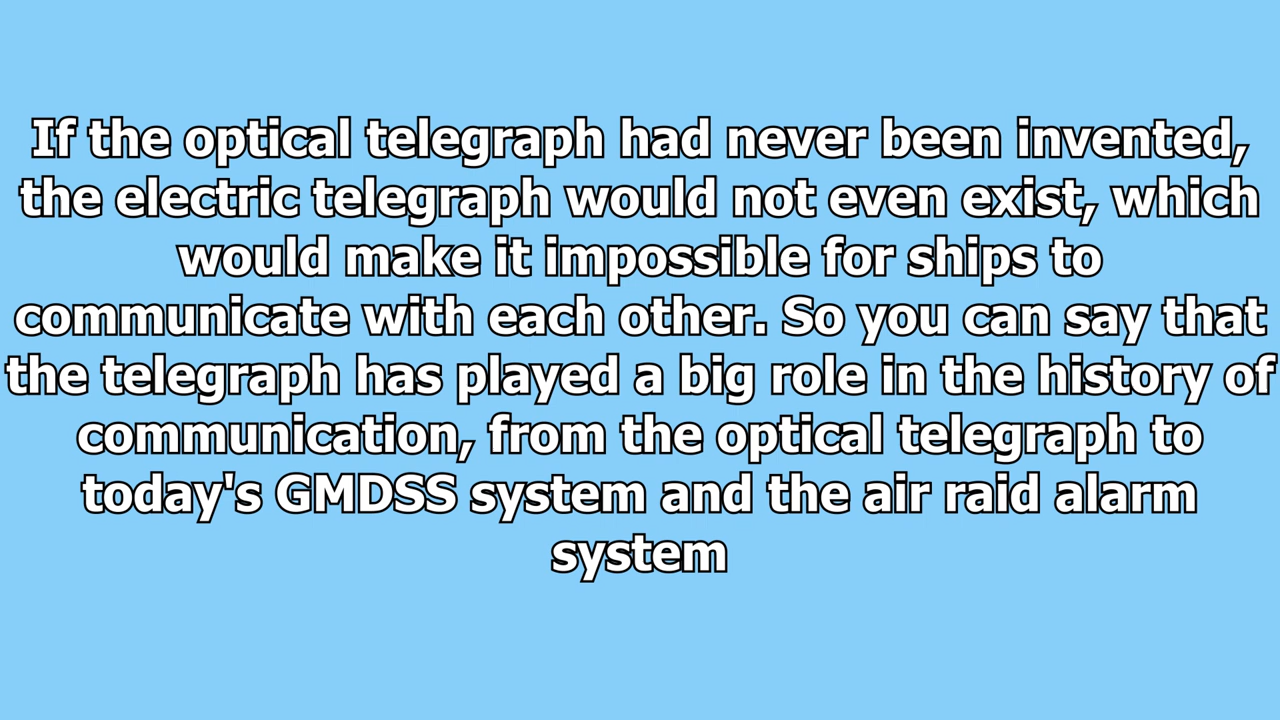 If the optical telegraph had never been invented,
the electric telegraph would not even exist, which
would make it impossible for ships to
communicate with each other. So you can say that
the telegraph has played a big role in the history of
communication, from the optical telegraph to
today's GMDSS system and the air raid alarm
system